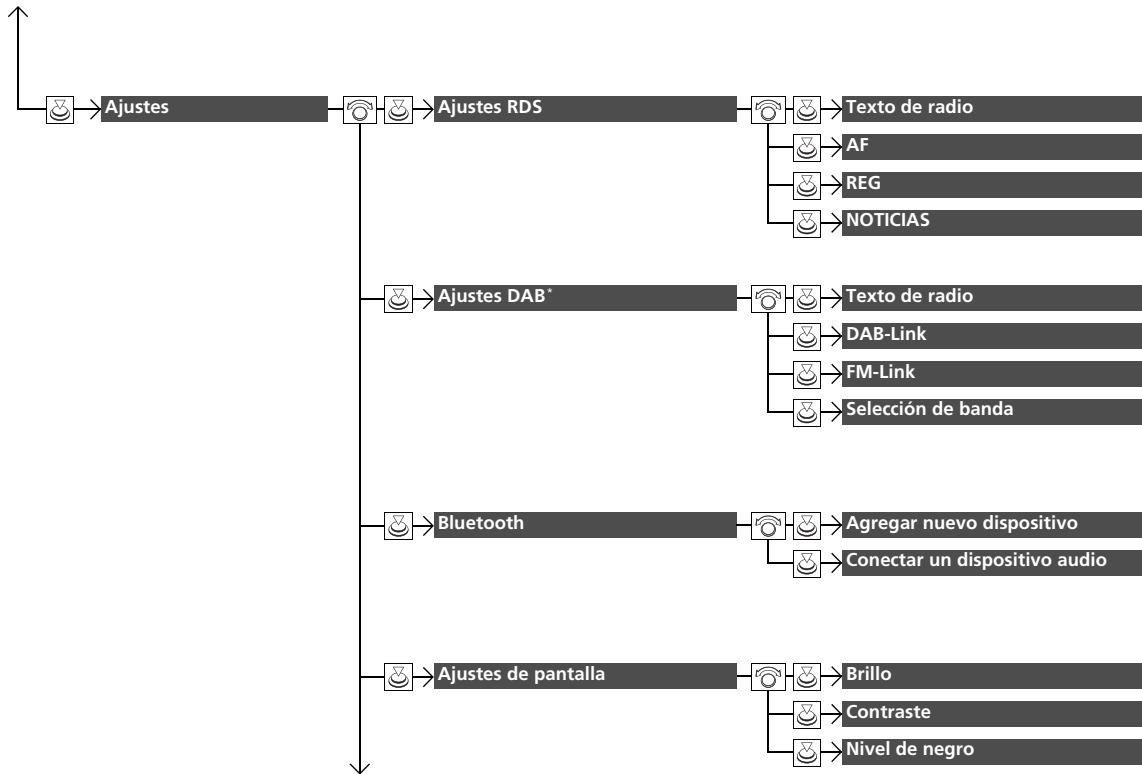 Ajustes
Ajustes RDS
Texto de radio
AF
REG
NOTICIAS
Ajustes DAB*
Texto de radio
DAB-Link
FM-Link
Selección de banda
Bluetooth
Agregar nuevo dispositivo
Conectar un dispositivo audio
Ajustes de pantalla
Brillo
Contraste
Nivel de negro